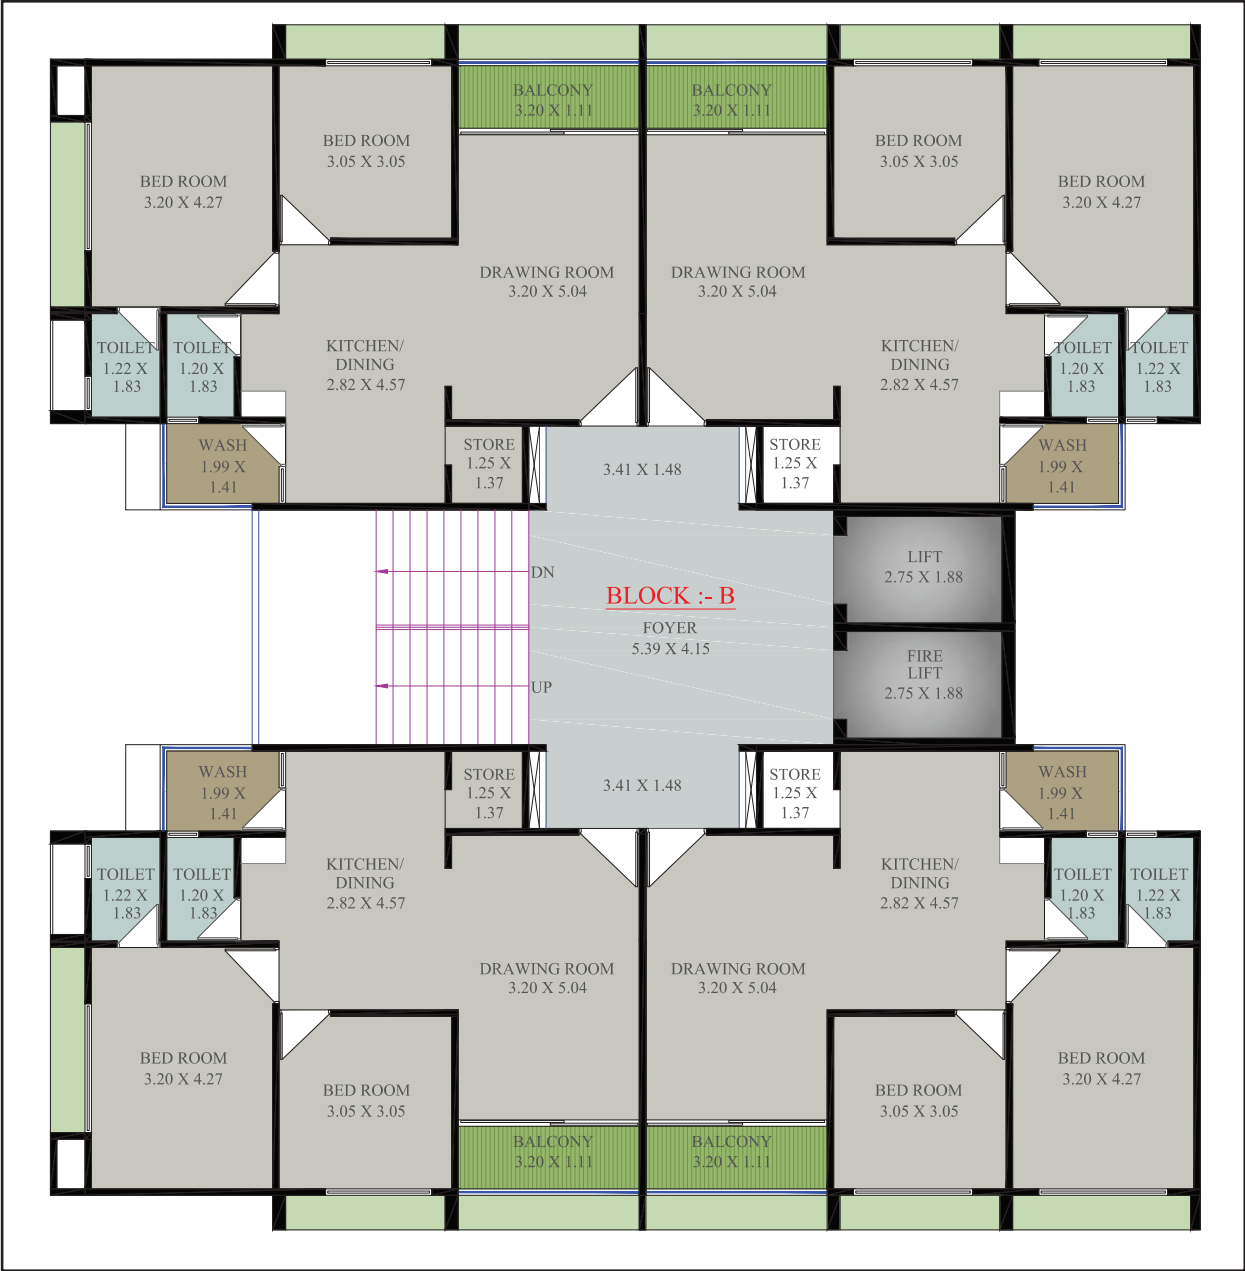 BALCONY
3.20 X 1.11
BALCONY
3.20 X 1.11
BED ROOM
3.05 X 3.05
BED ROOM
3.05 X 3.05
BED ROOM
3.20 X 4.27
BED ROOM
3.20 X 4.27
DRAWING ROOM
3.20 X 5.04
DRAWING ROOM
3.20 X 5.04
TOILET
1.22 X
1.83
TOILET
1.20 X
1.83
KITCHEN/
DINING
2.82 X 4.57
KITCHEN/
DINING
2.82 X 4.57
TOILET
1.20 X
1.83
TOILET
1.22 X
1.83
WASH
1.99 X
1.41
STORE
1.25 X
1.37
3.41 X 1.48
STORE
1.25 X
1.37
WASH
1.99 X
1.41
DN
LIFT
2.75 X 1.88
BLOCK :- B
FOYER
5.39 X 4.15
UP
FIRE
LIFT
2.75 X 1.88
WASH
1.99 X
1.41
STORE
1.25 X
1.37
3.41 X 1.48
STORE
1.25 X
1.37
WASH
1.99 X
1.41
TOILET
1.22 X
1.83
TOILET
1.20 X
1.83
KITCHEN/
DINING
2.82 X 4.57
KITCHEN/
DINING
2.82 X 4.57
TOILET
1.20 X
1.83
TOILET
1.22 X
1.83
DRAWING ROOM
3.20 X 5.04
DRAWING ROOM
3.20 X 5.04
BED ROOM
3.20 X 4.27
BED ROOM
3.20 X 4.27
BED ROOM
3.05 X 3.05
BED ROOM
3.05 X 3.05
BALCONY
3.20 X 1.11
BALCONY
3.20 X 1.11